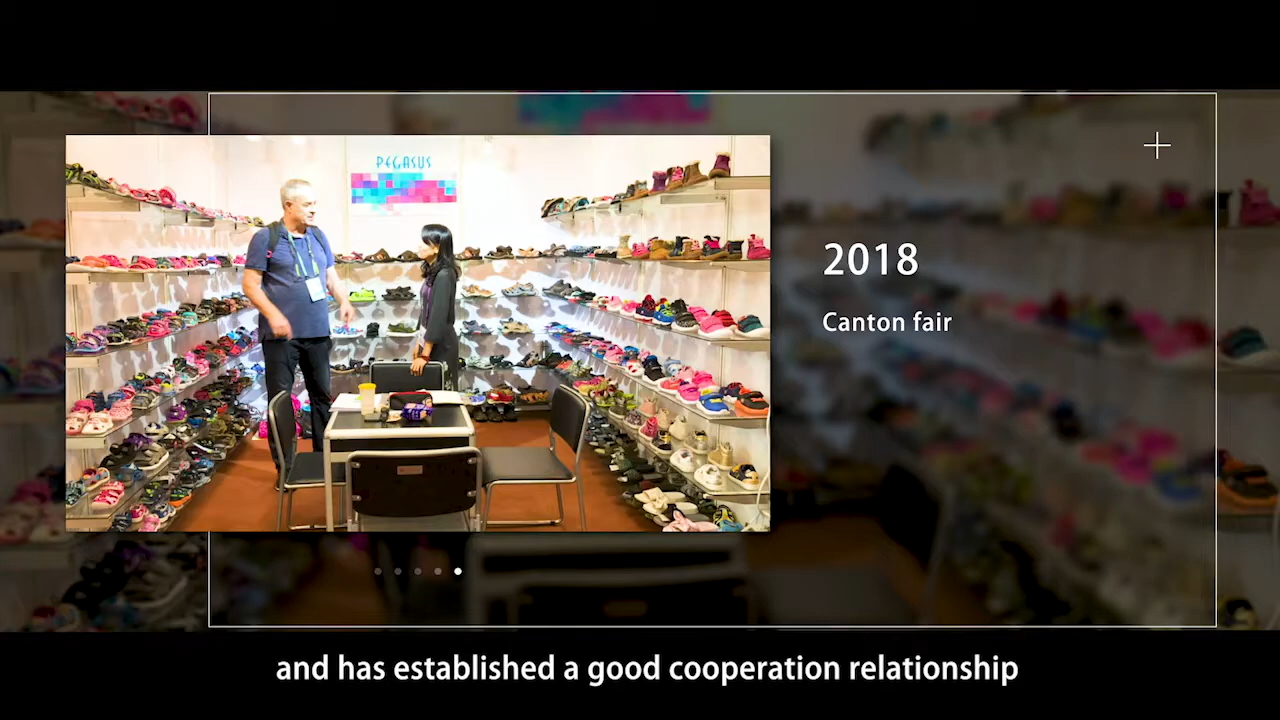 PEGASUS
2018
Canton fair
and has established a good cooperation relationship